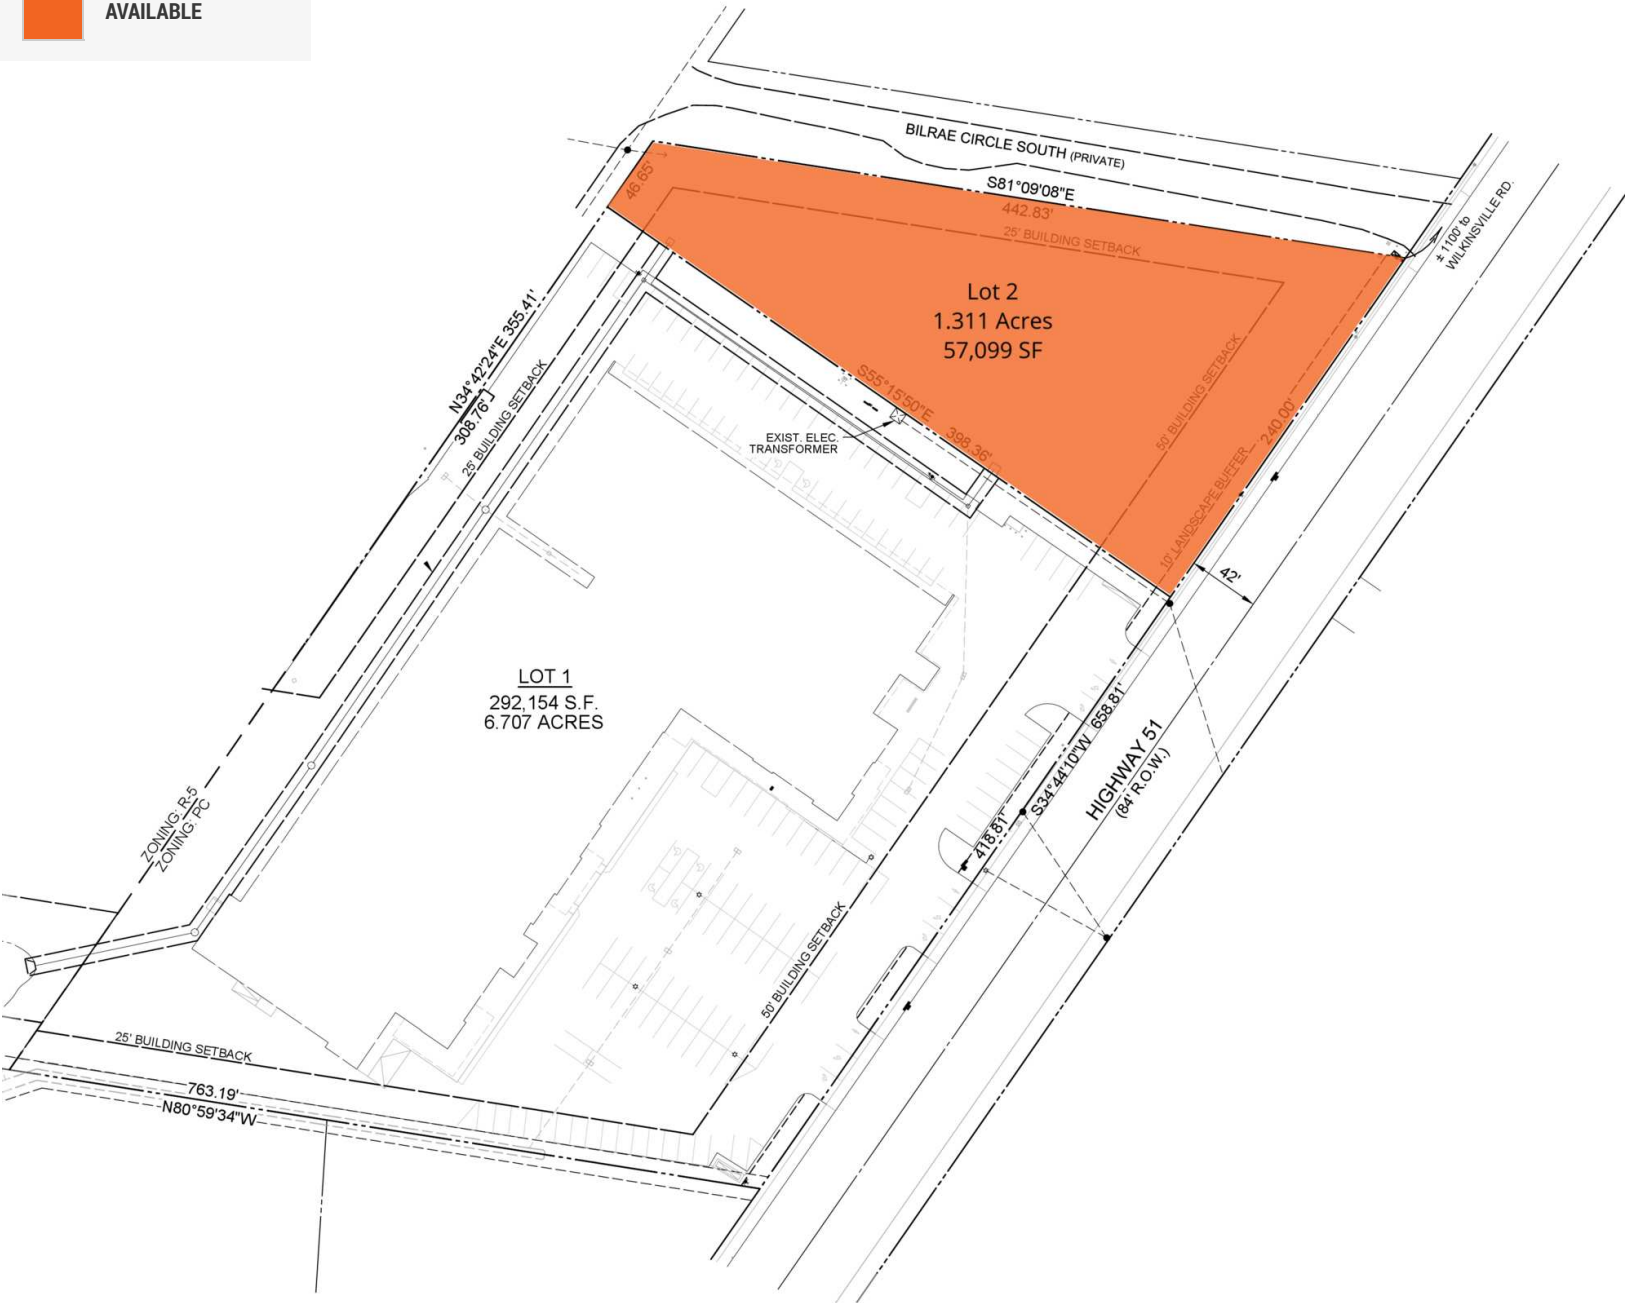 AVAILABLE
BILRAE CIRCLE SOUTH (PRIVATE)
S81°09'08"E
442.83'
25' BUILDING SETBACK
46.65'
± 1100' to
WILKINSVILLE RD.
Lot 2
1.311 Acres
57,099 SF
N34°42'24"E 355.41'
308.76'
25' BUILDING SETBACK
S55°15'50"E
398.36'
EXIST. ELEC.
TRANSFORMER
50' BUILDING SETBACK
240.00'
10' LANDSCAPE BUFFER
42'
LOT 1
292,154 S.F.
6.707 ACRES
S34°44'10"W 658.81'
418.81'
HIGHWAY 51
(84' R.O.W.)
ZONING: R-5
ZONING: PC
50' BUILDING SETBACK
25' BUILDING SETBACK
763.19'
N80°59'34"W